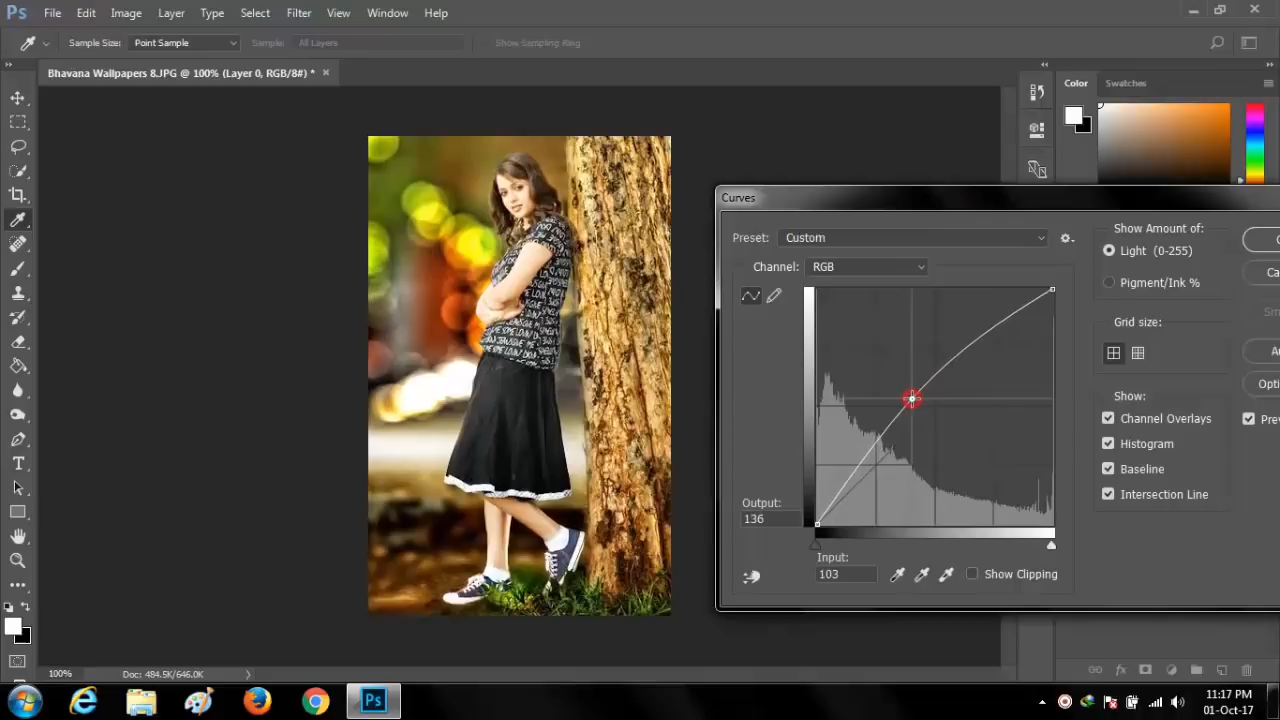 Ps File Edit Image Layer Type Select Filter 3D View Window Help
Sample Size: Point Sample Sample: All Layers Show Sampling Ring
Bhavana Wallpapers 8.JPG @ 100% (Layer 0, RGB/8#) * ×
Color Swatches
Curves
Preset: Custom
Channel: RGB
Show Amount of:
Light (0-255)
Pigment/Ink %
Grid size:
Show:
Channel Overlays
Histogram
Baseline
Intersection Line
Output:
136
Input:
103
Show Clipping
100% Doc: 484.5K/646.0K
Ps
11:17 PM
01-Oct-17